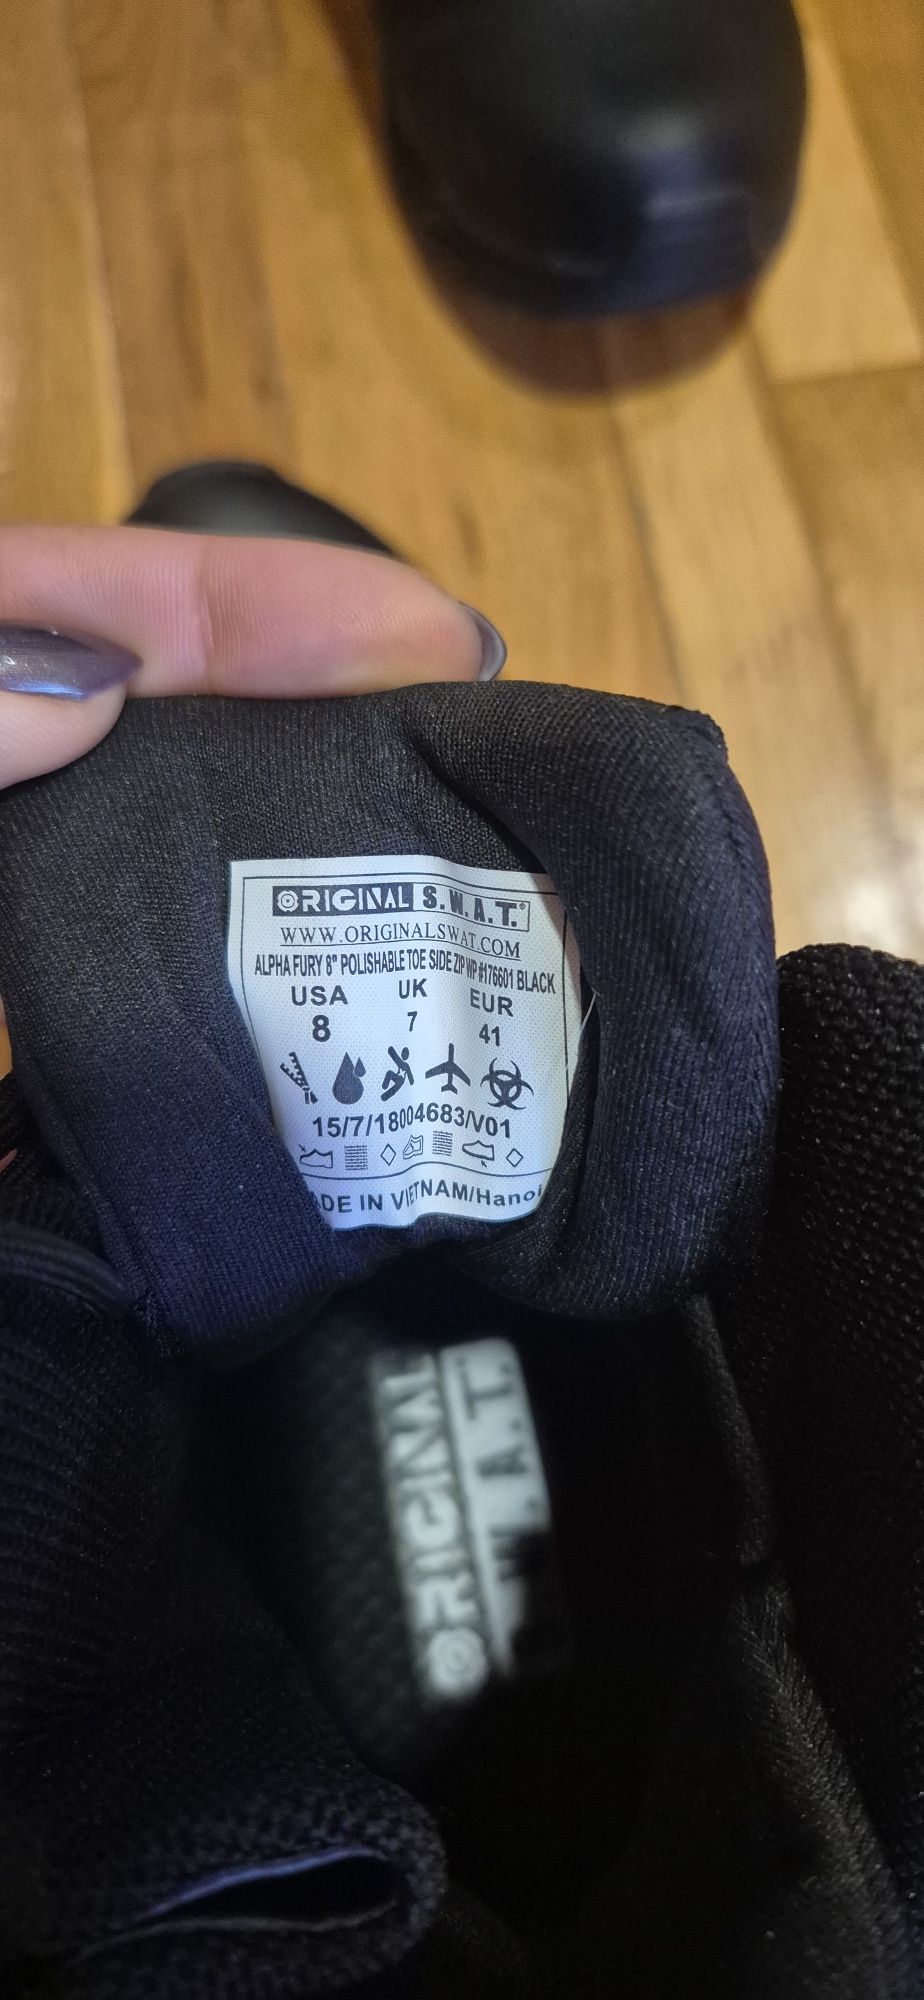 ORIGINAL S.W.A.T.®
WWW.ORIGINALSWAT.COM
ALPHA FURY 8" POLISHABLE TOE SIDE ZIP WP #176601 BLACK
USA UK EUR
8 7 41
15/7/18004683/V01
ADE IN VIETNAM/Hanoi
ORIGINAL
W.A.T.